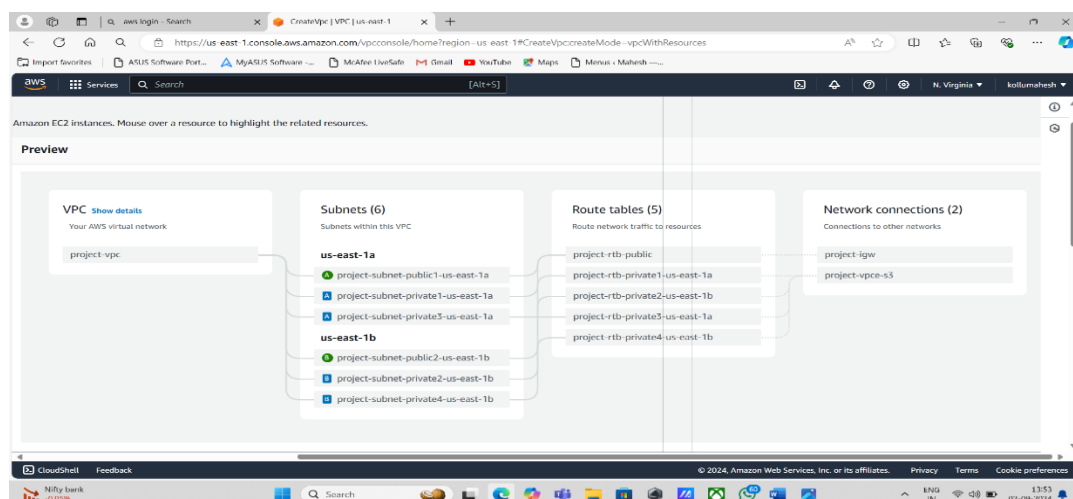 aws login - Search
CreateVpc | VPC | us-east-1
https://us-east-1.console.aws.amazon.com/vpcconsole/home?region=us-east-1#CreateVpc:createMode=vpcWithResources
Import favorites
ASUS Software Port...
MyASUS Software -...
McAfee LiveSafe
Gmail
YouTube
Maps
Menus ‹ Mahesh —...
aws
Services
Search
[Alt+S]
N. Virginia
kollumahesh
Amazon EC2 instances. Mouse over a resource to highlight the related resources.
Preview
VPC Show details
Your AWS virtual network
project-vpc
Subnets (6)
Subnets within this VPC
us-east-1a
A project-subnet-public1-us-east-1a
A project-subnet-private1-us-east-1a
A project-subnet-private3-us-east-1a
us-east-1b
B project-subnet-public2-us-east-1b
B project-subnet-private2-us-east-1b
B project-subnet-private4-us-east-1b
Route tables (5)
Route network traffic to resources
project-rtb-public
project-rtb-private1-us-east-1a
project-rtb-private2-us-east-1b
project-rtb-private3-us-east-1a
project-rtb-private4-us-east-1b
Network connections (2)
Connections to other networks
project-igw
project-vpce-s3
CloudShell
Feedback
© 2024, Amazon Web Services, Inc. or its affiliates.
Privacy
Terms
Cookie preferences
Nifty bank
Search
ENG
IN
13:53